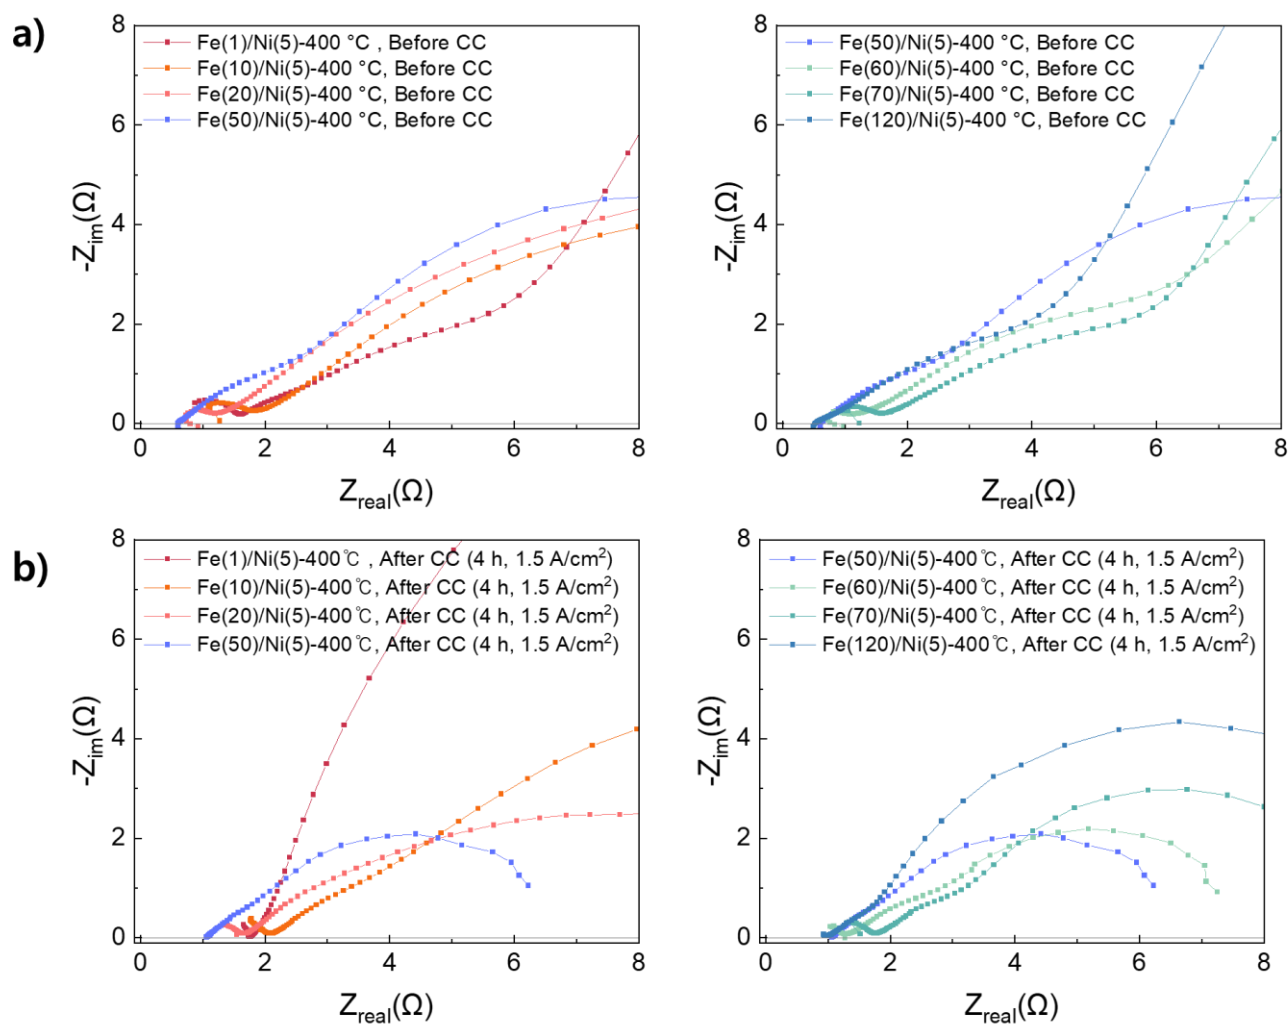 a)
8
6
4
2
0
-Zim(Ω)
Fe(1)/Ni(5)-400 °C , Before CC
Fe(10)/Ni(5)-400 °C, Before CC
Fe(20)/Ni(5)-400 °C, Before CC
Fe(50)/Ni(5)-400 °C, Before CC
0 2 4 6 8
Zreal(Ω)
8
6
4
2
0
-Zim(Ω)
Fe(50)/Ni(5)-400 °C, Before CC
Fe(60)/Ni(5)-400 °C, Before CC
Fe(70)/Ni(5)-400 °C, Before CC
Fe(120)/Ni(5)-400 °C, Before CC
0 2 4 6 8
Zreal(Ω)
b)
8
6
4
2
0
-Zim(Ω)
Fe(1)/Ni(5)-400℃ , After CC (4 h, 1.5 A/cm²)
Fe(10)/Ni(5)-400℃, After CC (4 h, 1.5 A/cm²)
Fe(20)/Ni(5)-400℃, After CC (4 h, 1.5 A/cm²)
Fe(50)/Ni(5)-400℃, After CC (4 h, 1.5 A/cm²)
0 2 4 6 8
Zreal(Ω)
8
6
4
2
0
-Zim(Ω)
Fe(50)/Ni(5)-400℃, After CC (4 h, 1.5 A/cm²)
Fe(60)/Ni(5)-400℃, After CC (4 h, 1.5 A/cm²)
Fe(70)/Ni(5)-400℃, After CC (4 h, 1.5 A/cm²)
Fe(120)/Ni(5)-400℃, After CC (4 h, 1.5 A/cm²)
0 2 4 6 8
Zreal(Ω)